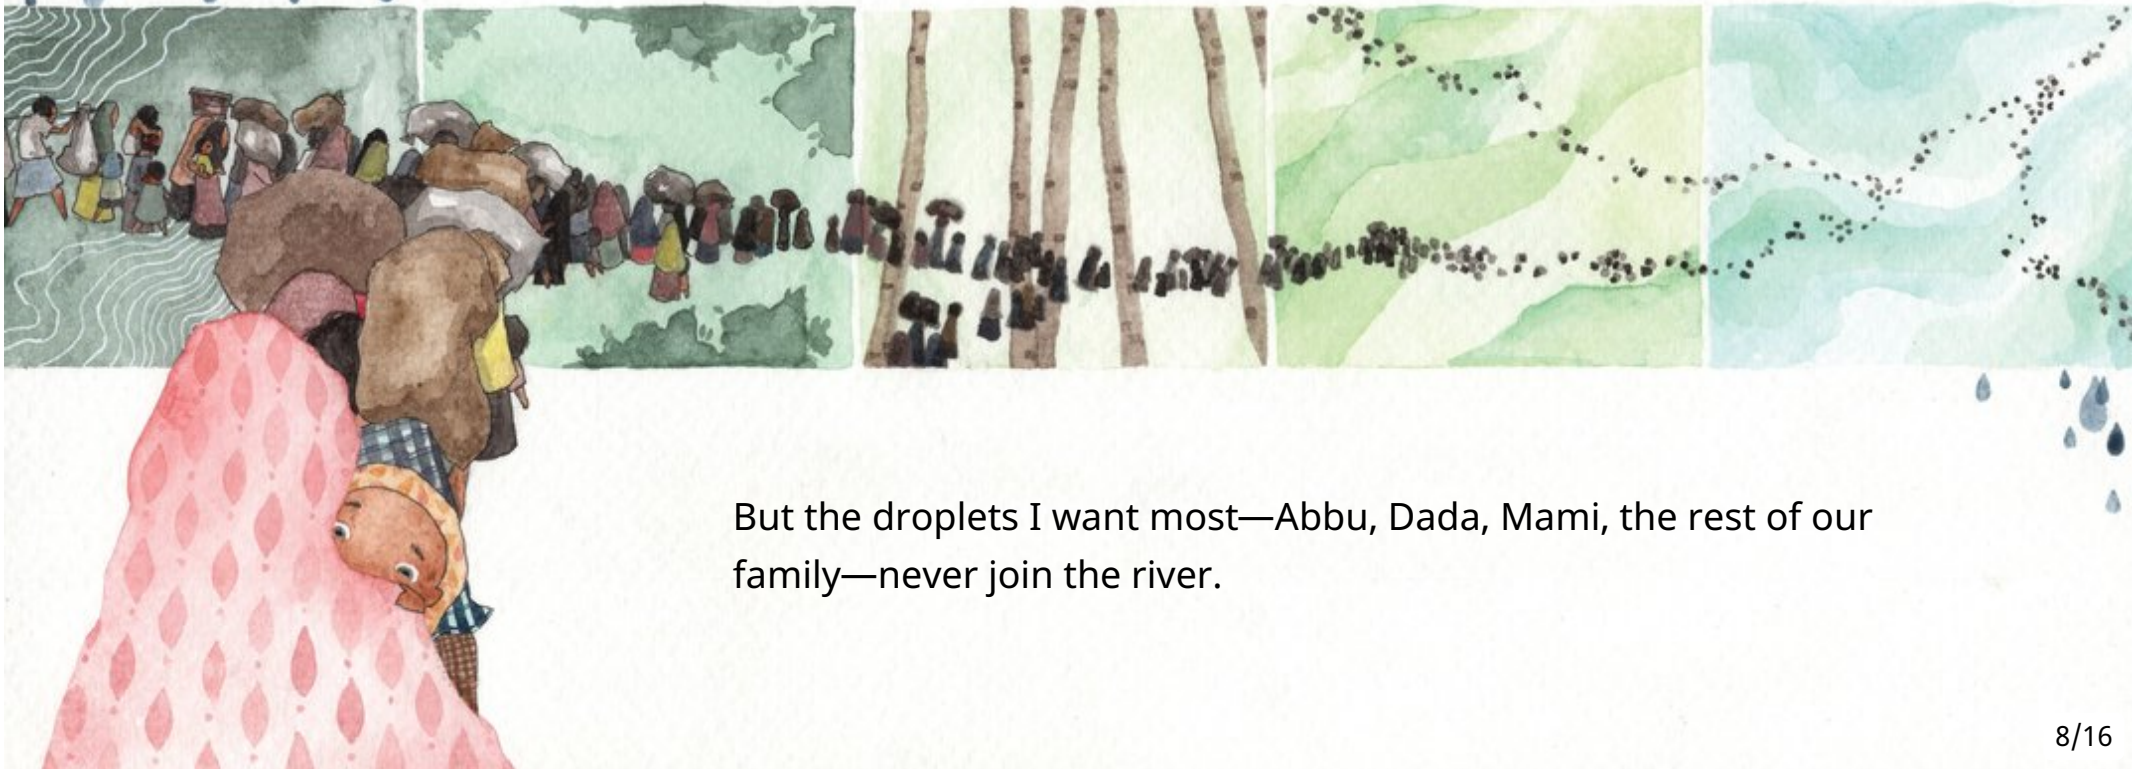 But the droplets I want most—Abbu, Dada, Mami, the rest of our
family—never join the river.
8/16